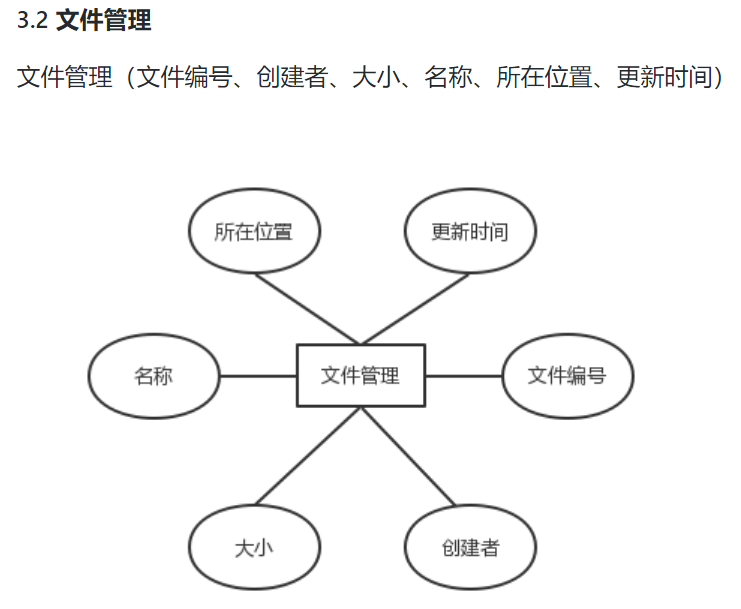 3.2 文件管理
文件管理（文件编号、创建者、大小、名称、所在位置、更新时间）
所在位置
更新时间
名称
文件管理
文件编号
大小
创建者